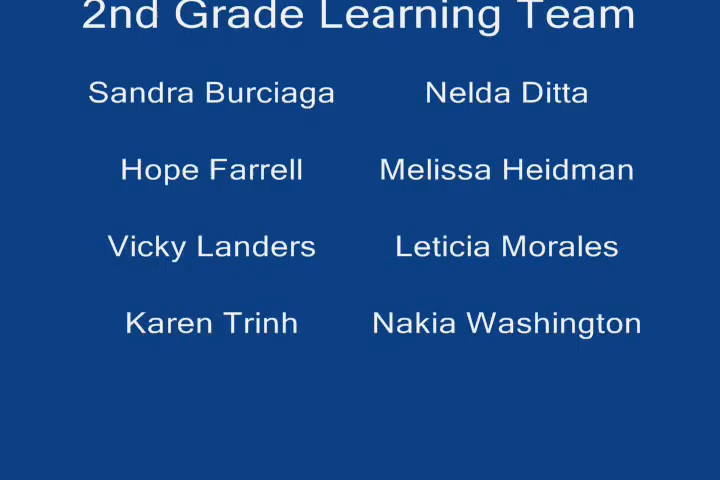 2nd Grade Learning Team
Sandra Burciaga Nelda Ditta
Hope Farrell Melissa Heidman
Vicky Landers Leticia Morales
Karen Trinh Nakia Washington